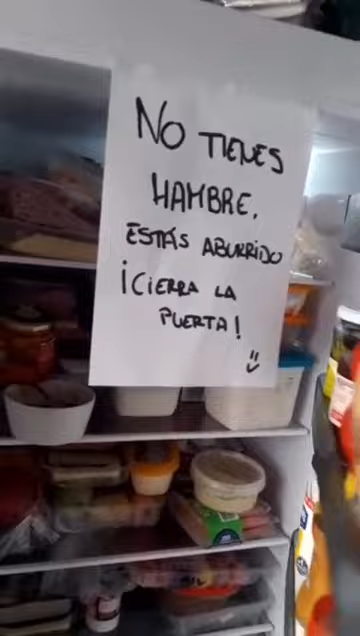 NO TIENES
HAMBRE.
ESTÁS ABURRIDO
¡CIERRA LA
PUERTA!